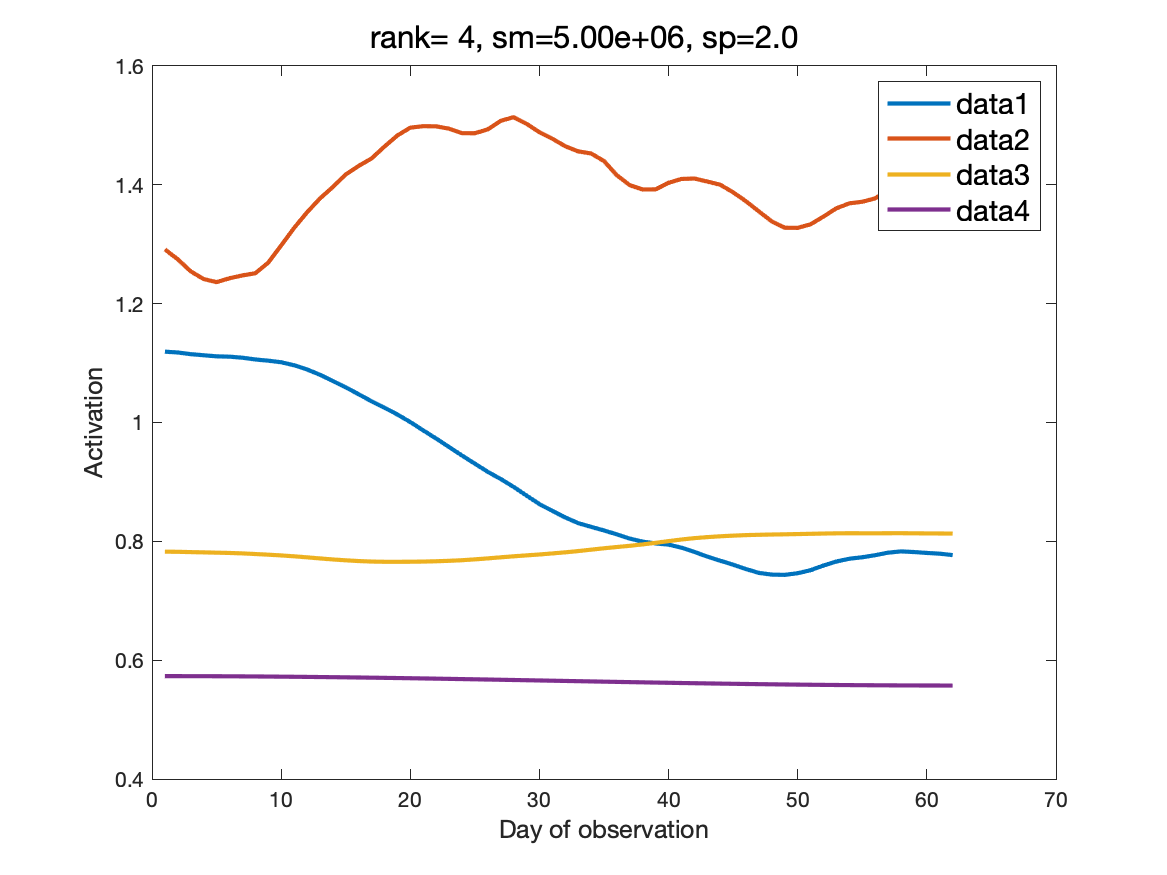 rank= 4, sm=5.00e+06, sp=2.0
1.6
1.4
1.2
1
0.8
0.6
0.4
Activation
data1
data2
data3
data4
0 10 20 30 40 50 60 70
Day of observation